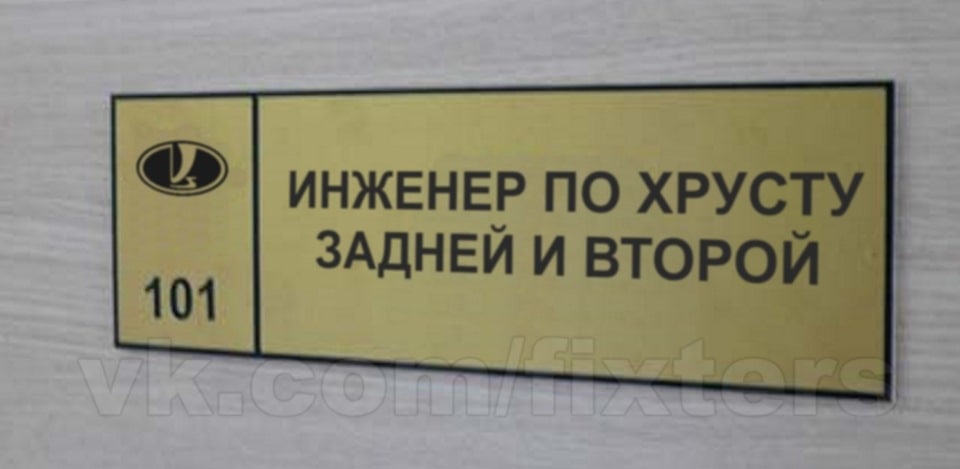 101
ИНЖЕНЕР ПО ХРУСТУ
ЗАДНЕЙ И ВТОРОЙ
vk.com/fixters